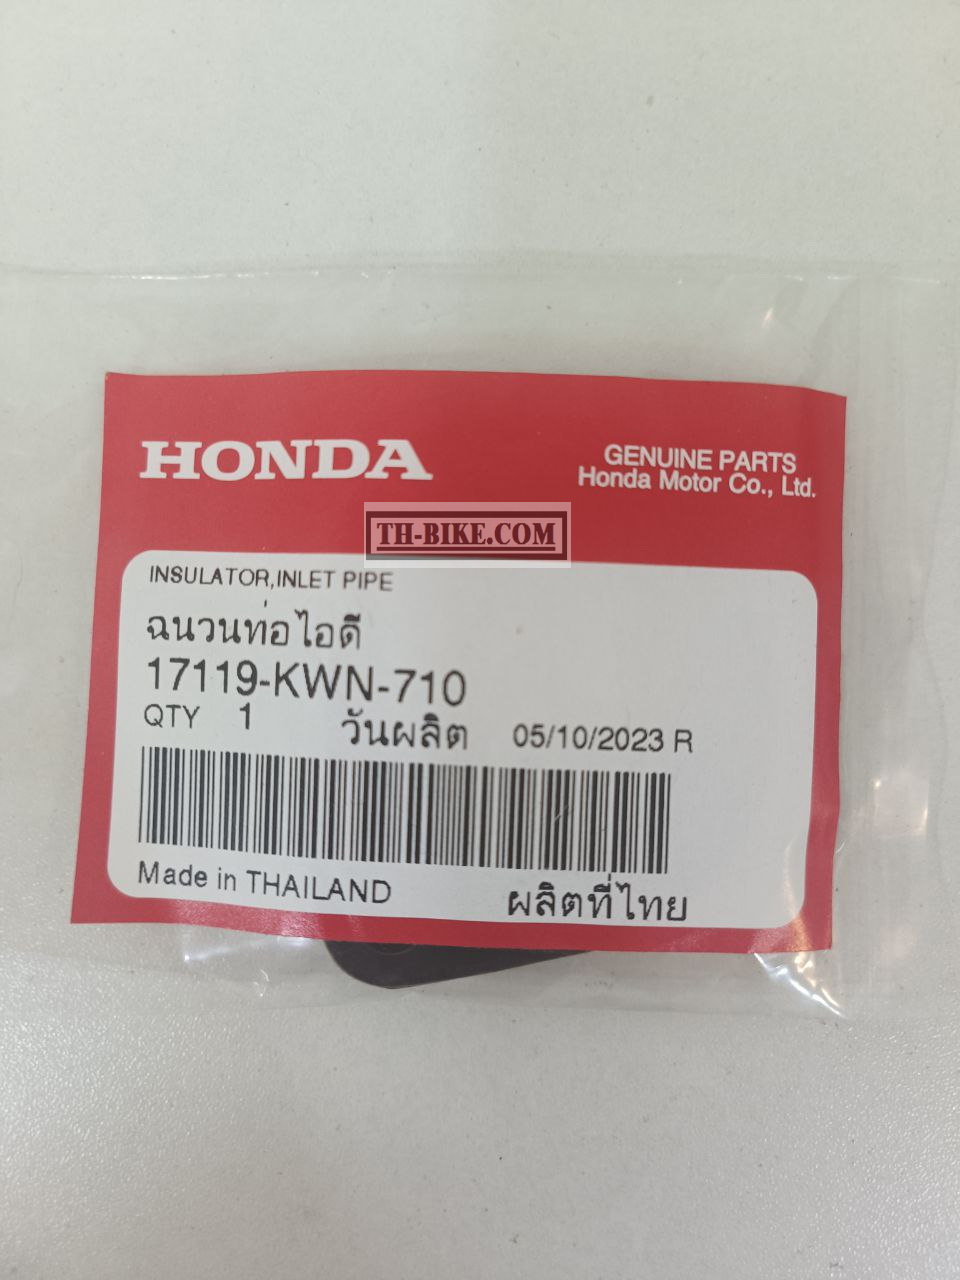 HONDA
GENUINE PARTS
Honda Motor Co., Ltd.
TH-BIKE.COM
INSULATOR,INLET PIPE
ฉนวนท่อไอดี
17119-KWN-710
QTY 1 วันผลิต 05/10/2023 R
Made in THAILAND ผลิตที่ไทย